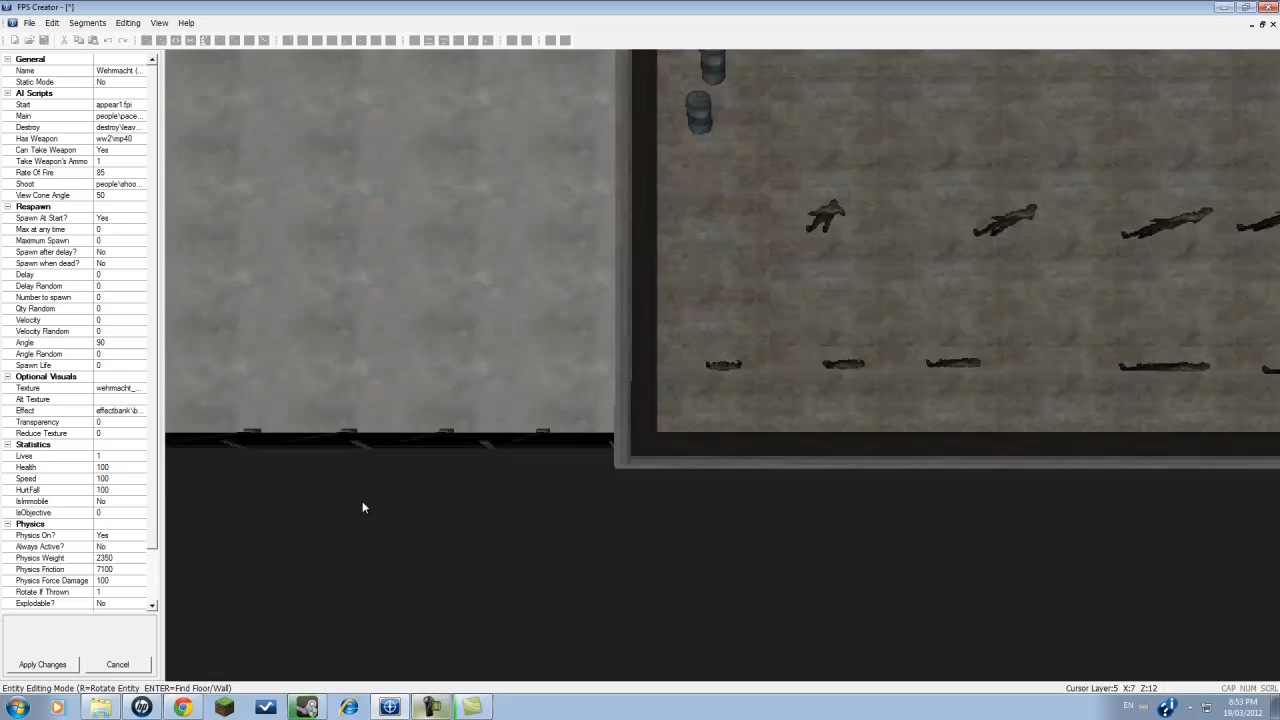 FPS Creator - [*]
File Edit Segments Editing View Help
General
Name Wehrmacht (...
Static Mode No
AI Scripts
Start appear1.fpi
Main people\pace...
Destroy destroy\leav...
Has Weapon ww2\mp40
Can Take Weapon Yes
Take Weapon's Ammo 1
Rate Of Fire 85
Shoot people\shoo...
View Cone Angle 50
Respawn
Spawn At Start? Yes
Max at any time 0
Maximum Spawn 0
Spawn after delay? No
Spawn when dead? No
Delay 0
Delay Random 0
Number to spawn 0
Qty Random 0
Velocity 0
Velocity Random 0
Angle 90
Angle Random 0
Spawn Life 0
Optional Visuals
Texture wehrmacht_...
Alt Texture
Effect effectbank\b...
Transparency 0
Reduce Texture 0
Statistics
Lives 1
Health 100
Speed 100
HurtFall 100
IsImmobile No
IsObjective 0
Physics
Physics On? Yes
Always Active? No
Physics Weight 2350
Physics Friction 7100
Physics Force Damage 100
Rotate If Thrown 1
Explodable? No
Apply Changes Cancel
Entity Editing Mode (R=Rotate Entity ENTER=Find Floor/Wall) Cursor Layer:5 X:7 Z:12 CAP NUM SCRL
EN 8:53 PM
19/03/2012